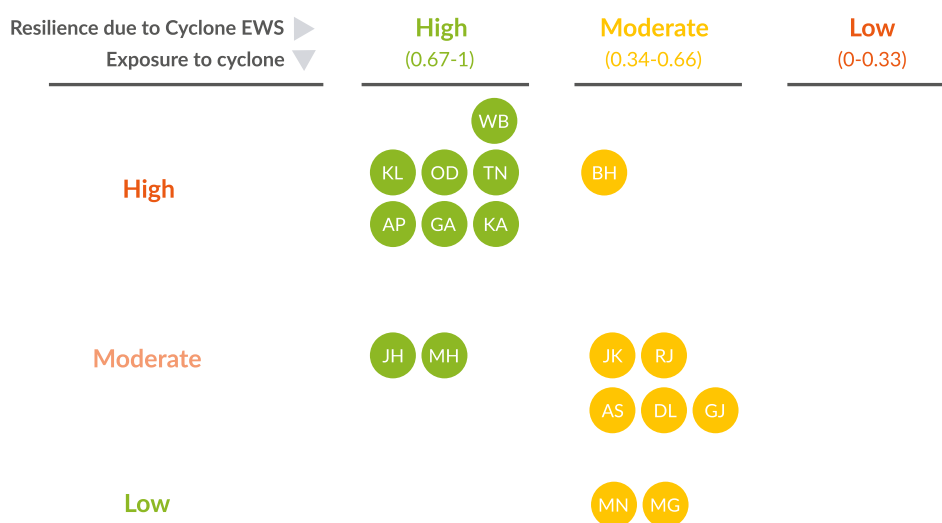 Resilience due to Cyclone EWS
High
Moderate
Low
Exposure to cyclone
(0.67-1)
(0.34-0.66)
(0-0.33)
WB
High
KL OD TN
BH
AP GA KA
Moderate
JH MH
JK RJ
AS DL GJ
Low
MN MG